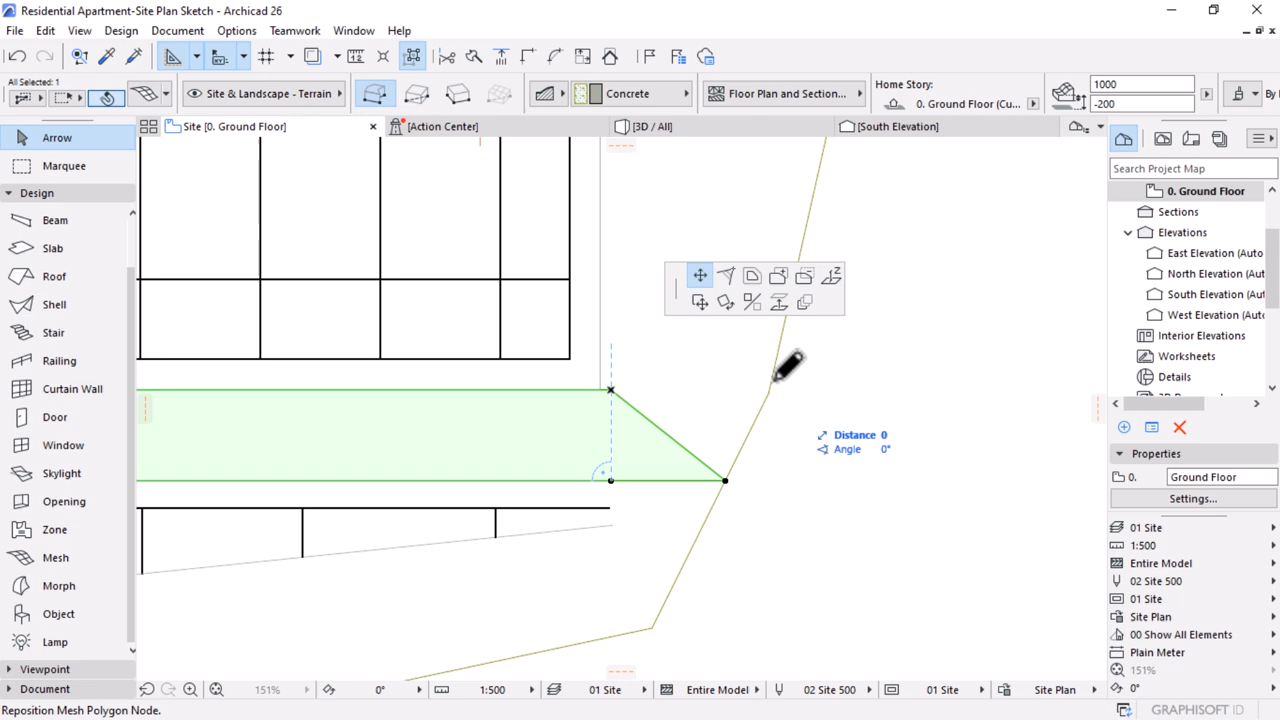 Residential Apartment-Site Plan Sketch - Archicad 26
File Edit View Design Document Options Teamwork Window Help
All Selected: 1
Site & Landscape - Terrain
Concrete
Floor Plan and Section...
Home Story:
0. Ground Floor (Cu...
1000
-200
By
Arrow
Marquee
Design
Beam
Slab
Roof
Shell
Stair
Railing
Curtain Wall
Door
Window
Skylight
Opening
Zone
Mesh
Morph
Object
Lamp
Viewpoint
Document
Site [0. Ground Floor]
[Action Center]
[3D / All]
[South Elevation]
Distance 0
Angle 0°
Search Project Map
0. Ground Floor
Sections
Elevations
East Elevation (Auto
North Elevation (Aut
South Elevation (Aut
West Elevation (Auto
Interior Elevations
Worksheets
Details
Properties
0.
Ground Floor
Settings...
01 Site
1:500
Entire Model
02 Site 500
01 Site
Site Plan
00 Show All Elements
Plain Meter
151%
0°
151% 0° 1:500 01 Site Entire Model 02 Site 500 01 Site Site Plan
Reposition Mesh Polygon Node.
GRAPHISOFT ID